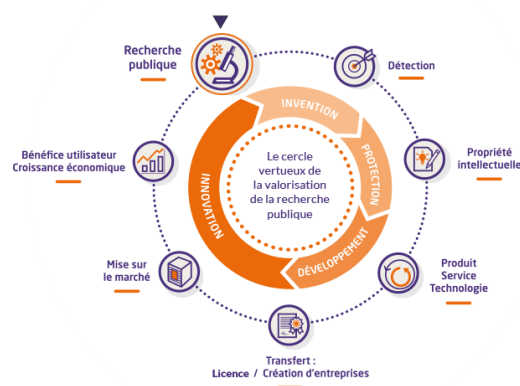 Recherche
publique
Détection
Propriété
intellectuelle
Produit
Service
Technologie
Transfert :
Licence / Création d'entreprises
Mise sur
le marché
Bénéfice utilisateur
Croissance économique
INVENTION
PROTECTION
DÉVELOPPEMENT
INNOVATION
Le cercle
vertueux de
la valorisation
de la recherche
publique